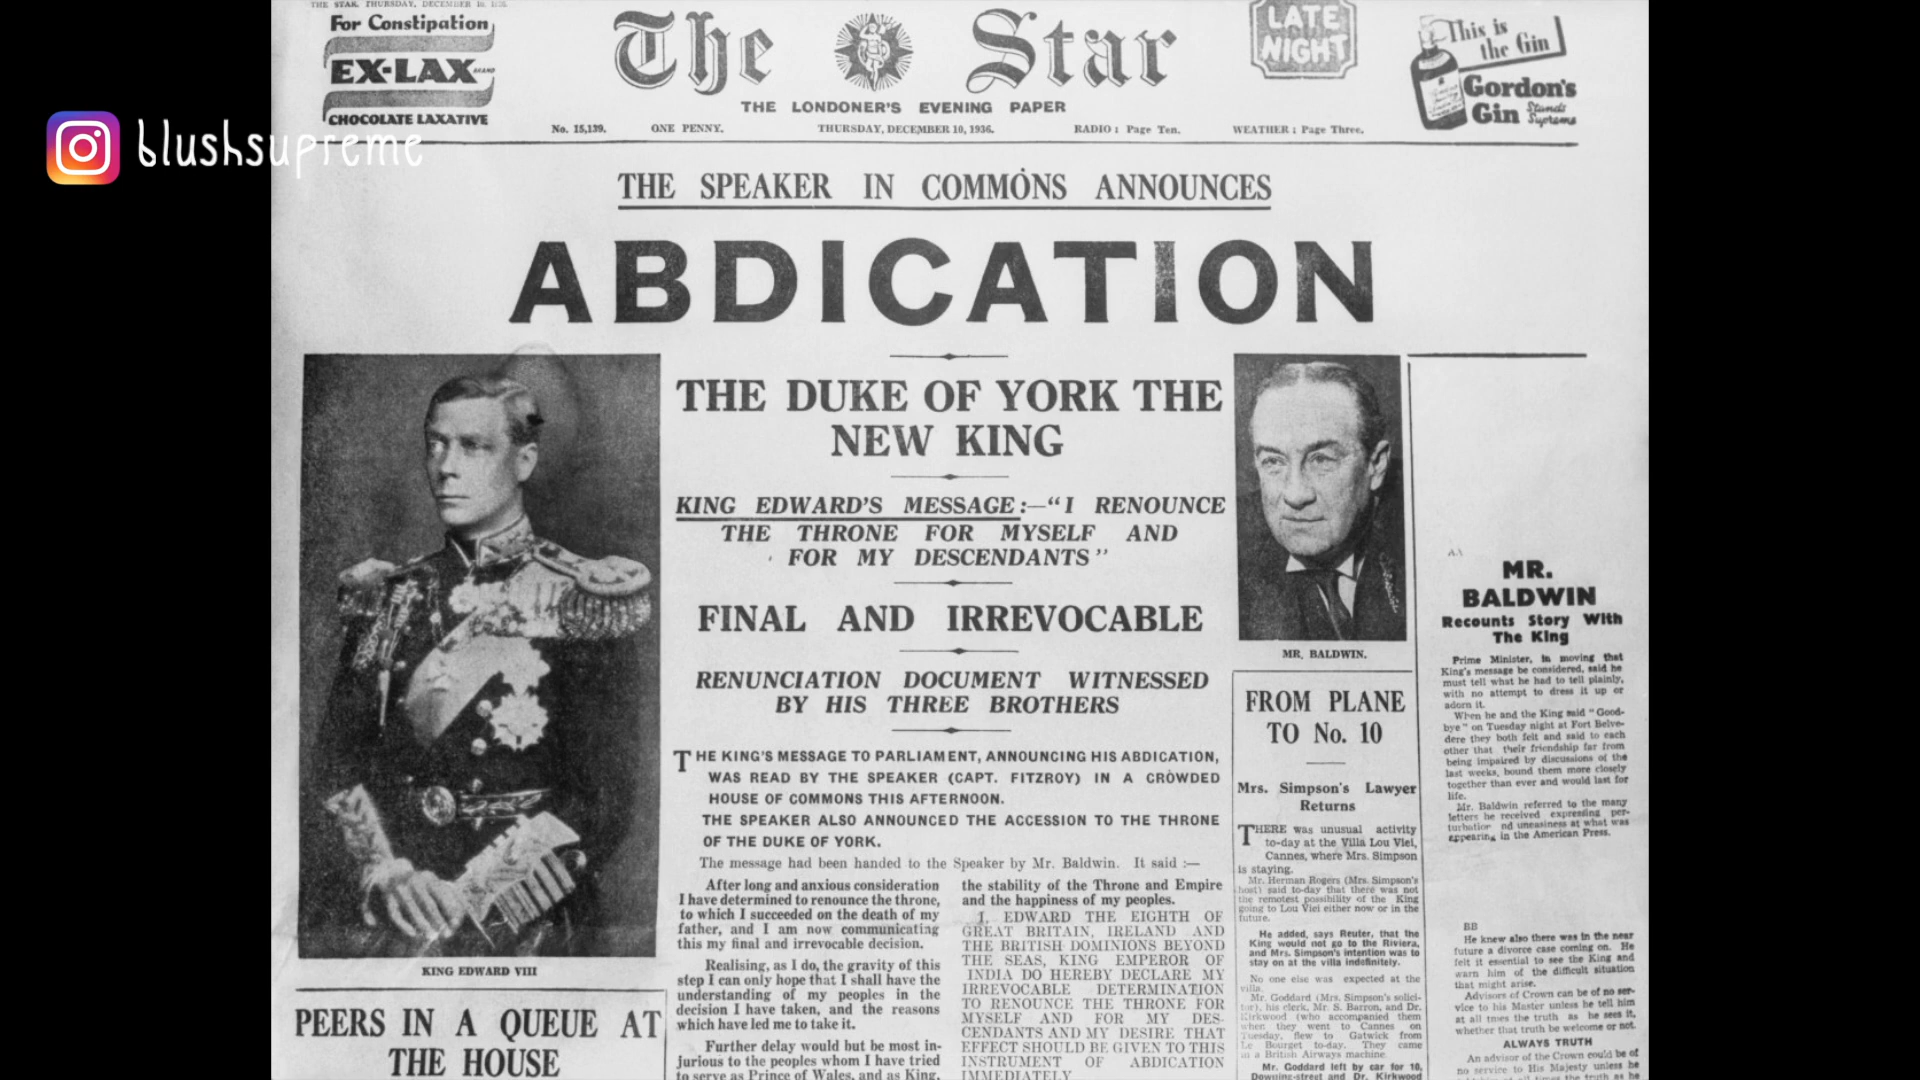 THE STAR. THURSDAY, DECEMBER 10, 1936.
For Constipation
EX-LAX BRAND
CHOCOLATE LAXATIVE
The Star
THE LONDONER'S EVENING PAPER
LATE NIGHT
This is
the Gin
Gordon's
Gin Stands
Supreme
No. 15,139. ONE PENNY. THURSDAY, DECEMBER 10, 1936. RADIO : Page Ten. WEATHER : Page Three.
blushsupreme
THE SPEAKER IN COMMONS ANNOUNCES
ABDICATION
THE DUKE OF YORK THE
NEW KING
KING EDWARD'S MESSAGE :—"I RENOUNCE
THE THRONE FOR MYSELF AND
FOR MY DESCENDANTS"
FINAL AND IRREVOCABLE
RENUNCIATION DOCUMENT WITNESSED
BY HIS THREE BROTHERS
THE KING'S MESSAGE TO PARLIAMENT, ANNOUNCING HIS ABDICATION,
WAS READ BY THE SPEAKER (CAPT. FITZROY) IN A CROWDED
HOUSE OF COMMONS THIS AFTERNOON.
THE SPEAKER ALSO ANNOUNCED THE ACCESSION TO THE THRONE
OF THE DUKE OF YORK.
The message had been handed to the Speaker by Mr. Baldwin. It said :—
After long and anxious consideration
I have determined to renounce the throne,
to which I succeeded on the death of my
father, and I am now communicating
this my final and irrevocable decision.
Realising, as I do, the gravity of this
step I can only hope that I shall have the
understanding of my peoples in the
decision I have taken, and the reasons
which have led me to take it.
Further delay would but be most in-
jurious to the peoples whom I have tried
to serve as Prince of Wales, and as King,
the stability of the Throne and Empire
and the happiness of my peoples.
I, EDWARD THE EIGHTH OF
GREAT BRITAIN, IRELAND AND
THE BRITISH DOMINIONS BEYOND
THE SEAS, KING EMPEROR OF
INDIA DO HEREBY DECLARE MY
IRREVOCABLE DETERMINATION
TO RENOUNCE THE THRONE FOR
MYSELF AND FOR MY DES-
CENDANTS AND MY DESIRE THAT
EFFECT SHOULD BE GIVEN TO THIS
INSTRUMENT OF ABDICATION
IMMEDIATELY
KING EDWARD VIII
PEERS IN A QUEUE AT
THE HOUSE
MR. BALDWIN.
FROM PLANE
TO No. 10
Mrs. Simpson's Lawyer
Returns
THERE was unusual activity
to-day at the Villa Lou Viei,
Cannes, where Mrs. Simpson
is staying.
Mr. Herman Rogers (Mrs. Simpson's
host) said to-day that there was not
the remotest possibility of the King
going to Lou Viei either now or in the
future.
He added, says Reuter, that the
King would not go to the Riviera,
and Mrs. Simpson's intention was to
stay on at the villa indefinitely.
No one else was expected at the
villa.
Mr. Goddard (Mrs. Simpson's solici-
tor), his clerk, Mr. S. Barron, and Dr.
Kirkwood (who accompanied them
when they went to Cannes on
Tuesday, flew to Gatwick from
Le Bourget to-day. They came
in a British Airways machine.
Mr. Goddard left by car for 10,
Downing-street and Dr. Kirkwood
AA
MR.
BALDWIN
Recounts Story With
The King
Prime Minister, in moving that
King's message be considered, said he
must tell what he had to tell plainly,
with no attempt to dress it up or
adorn it.
When he and the King said "Good-
bye" on Tuesday night at Fort Belve-
dere they both felt and said to each
other that their friendship far from
being impaired by discussions of the
last weeks, bound them more closely
together than ever and would last for
life.
Mr. Baldwin referred to the many
letters he received expressing per-
turbation nd uneasiness at what was
appearing in the American Press.
BB
He knew also there was in the near
future a divorce case coming on. He
felt it essential to see the King and
warn him of the difficult situation
that might arise.
Advisors of Crown can be of no ser-
vice to his Master unless he tell him
at all tmes the truth as he sees it,
whether that truth be welcome or not.
ALWAYS TRUTH
An advisor of the Crown could be of
no service to His Majesty unless he